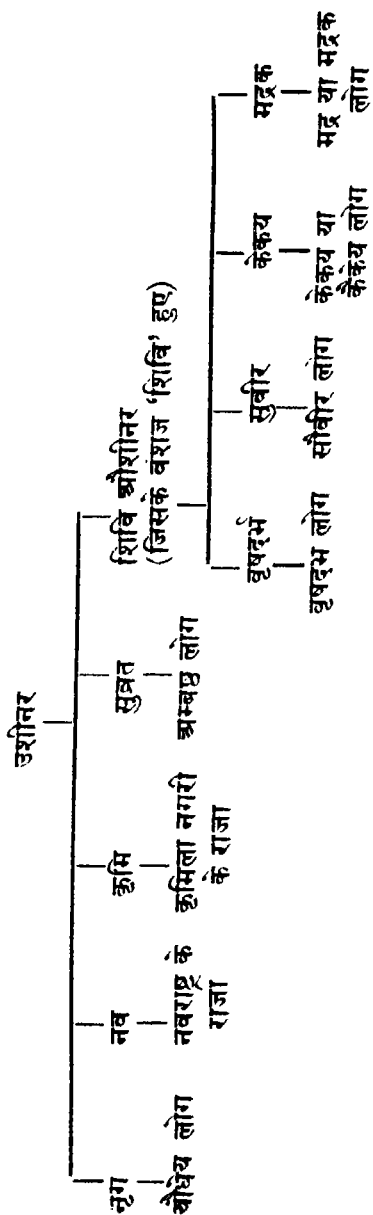 उशीनर
नृग
नव
कृमि
सुव्रत
शिवि औशीनर
(जिसके वंशज 'शिवि' हुए)
यौधेय लोग
नवराष्ट्र के
राजा
कृमिला नगरी
के राजा
अम्बष्ठ लोग
वृषदर्भ
सुवीर
केकय
मद्रक
वृषदर्भ लोग
सौवीर लोग
केकय या
कैकेय लोग
मद्र या मद्रक
लोग